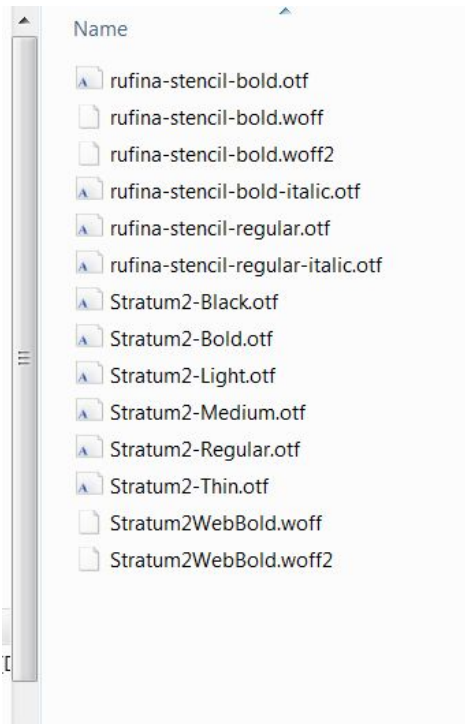 Name
rufina-stencil-bold.otf
rufina-stencil-bold.woff
rufina-stencil-bold.woff2
rufina-stencil-bold-italic.otf
rufina-stencil-regular.otf
rufina-stencil-regular-italic.otf
Stratum2-Black.otf
Stratum2-Bold.otf
Stratum2-Light.otf
Stratum2-Medium.otf
Stratum2-Regular.otf
Stratum2-Thin.otf
Stratum2WebBold.woff
Stratum2WebBold.woff2